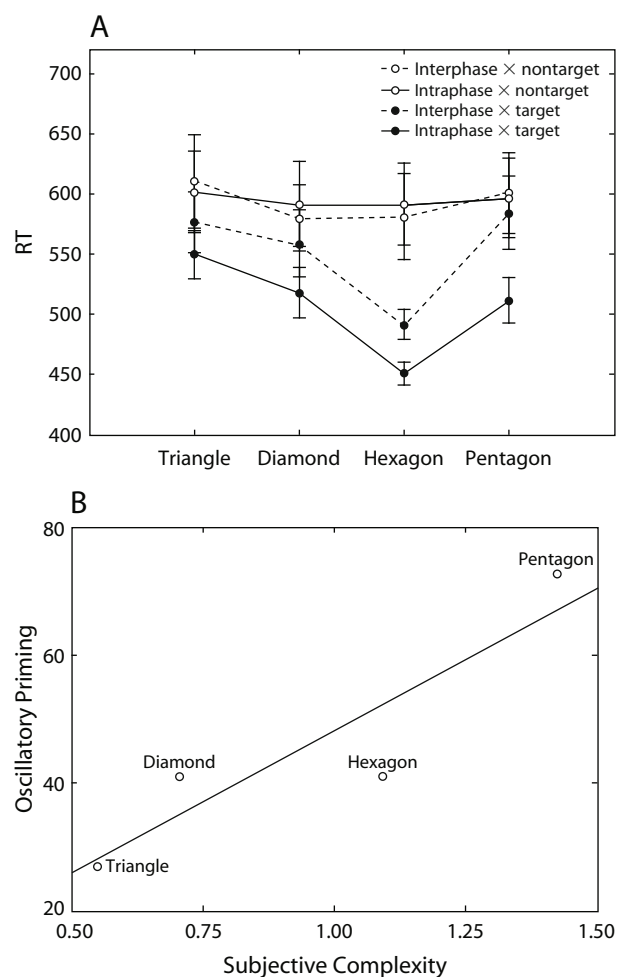 A
700
650
600
550
500
450
400
RT
Interphase × nontarget
Intraphase × nontarget
Interphase × target
Intraphase × target
Triangle Diamond Hexagon Pentagon
B
80
60
40
20
Oscillatory Priming
Pentagon
Diamond
Hexagon
Triangle
0.50 0.75 1.00 1.25 1.50
Subjective Complexity